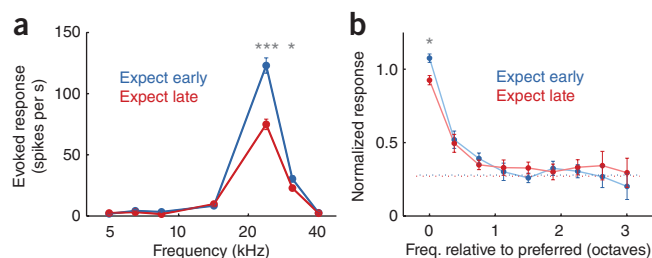 a
Evoked response
(spikes per s)
150
100
50
0
Expect early
Expect late
*** *
5 10 20 40
Frequency (kHz)
b
Normalized response
1.0
0.5
0
*
Expect early
Expect late
0 1 2 3
Freq. relative to preferred (octaves)